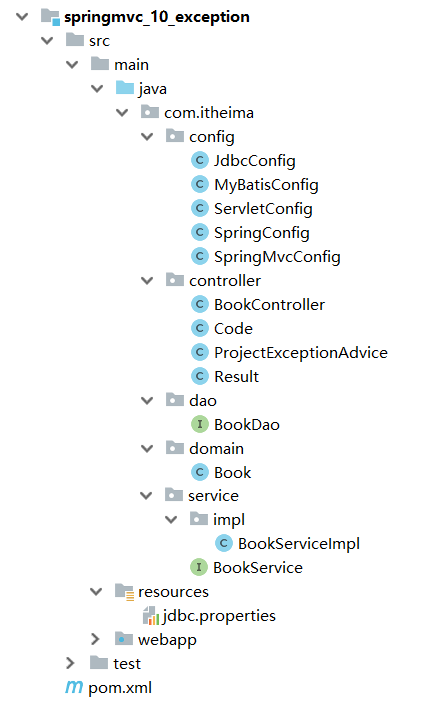 springmvc_10_exception
src
main
java
com.itheima
config
JdbcConfig
MyBatisConfig
ServletConfig
SpringConfig
SpringMvcConfig
controller
BookController
Code
ProjectExceptionAdvice
Result
dao
BookDao
domain
Book
service
impl
BookServiceImpl
BookService
resources
jdbc.properties
webapp
test
pom.xml